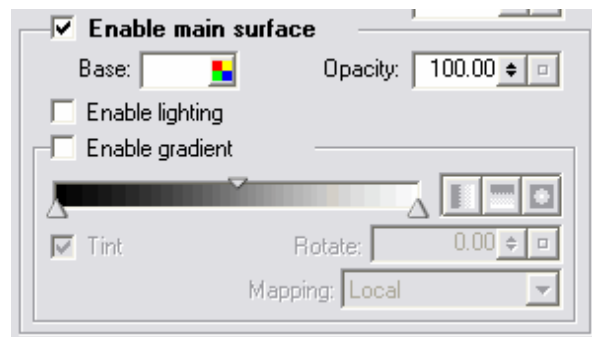 Enable main surface
Base: Opacity: 100.00
Enable lighting
Enable gradient
Tint Rotate: 0.00
Mapping: Local